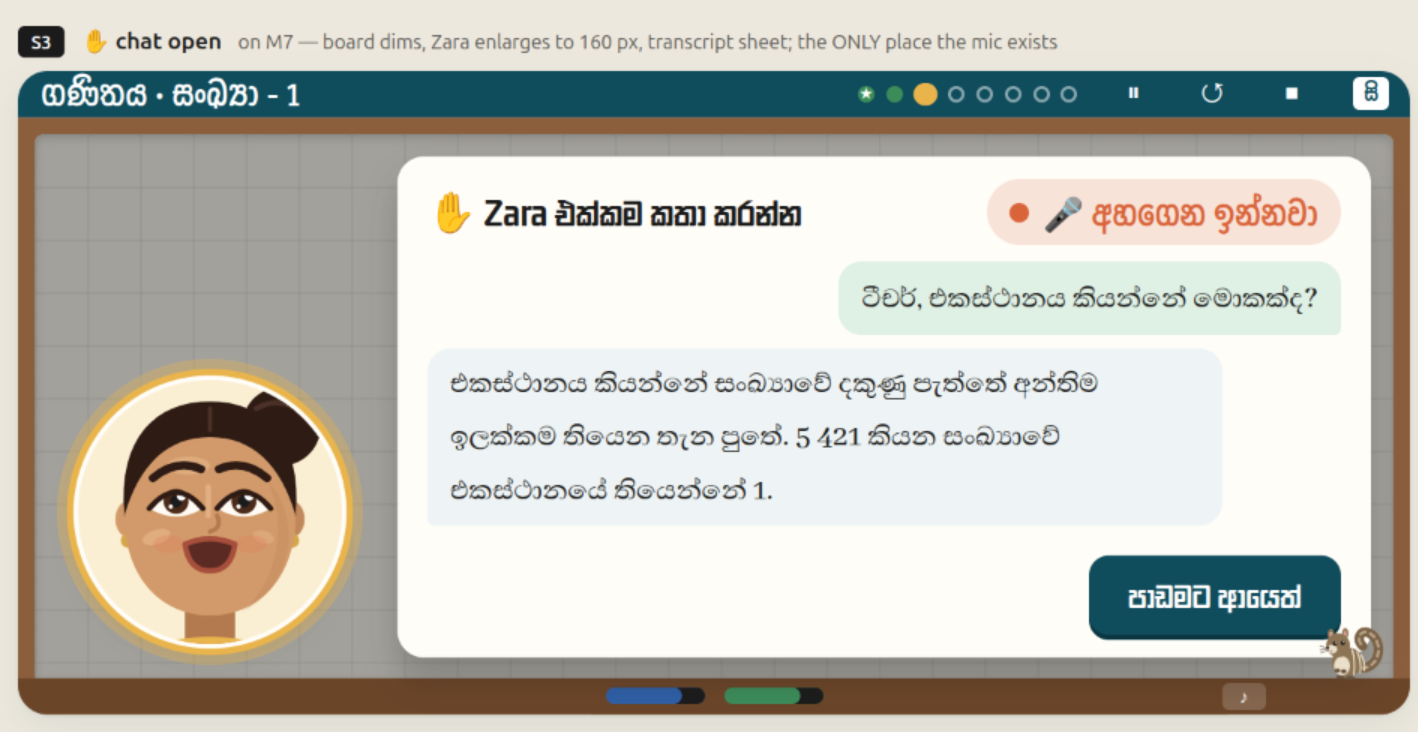 S3 ✋ chat open on M7 — board dims, Zara enlarges to 160 px, transcript sheet; the ONLY place the mic exists
ගණිතය · සංඛ්‍යා - 1
සි
✋ Zara එක්කම කතා කරන්න
🎤 අහගෙන ඉන්නවා
ටීචර්, එකස්ථානය කියන්නේ මොකක්ද?
එකස්ථානය කියන්නේ සංඛ්‍යාවේ දකුණු පැත්තේ අන්තිම
ඉලක්කම තියෙන තැන පුතේ. 5 421 කියන සංඛ්‍යාවේ
එකස්ථානයේ තියෙන්නේ 1.
පාඩමට ආයෙත්
♪